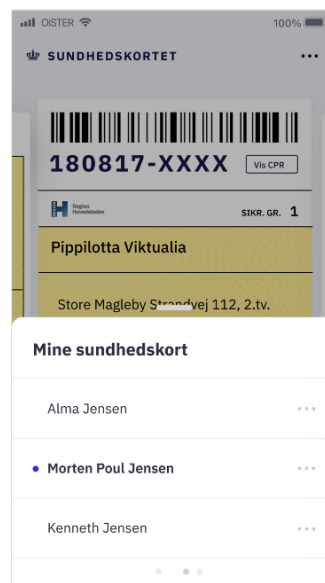 OiSTER
100%
SUNDHEDSKORTET
180817-XXXX
Vis CPR
Region
Hovedstaden
SIKR. GR. 1
Pippilotta Viktualia
Store Magleby Strandvej 112, 2.tv.
Mine sundhedskort
Alma Jensen
Morten Poul Jensen
Kenneth Jensen